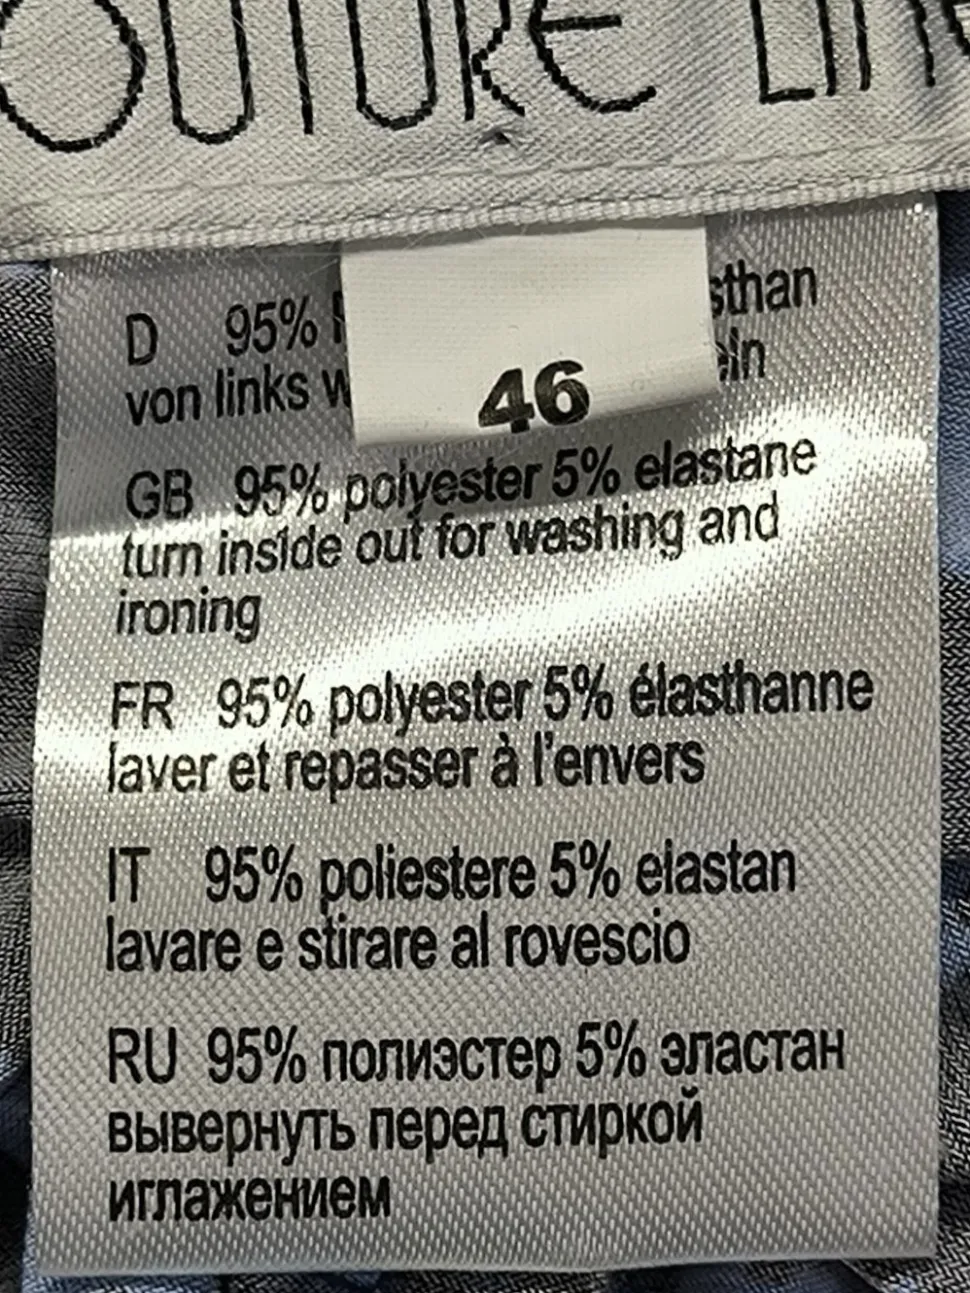 OUTURE LIN
D 95%
von links
46
GB 95% polyester 5% elastane
turn inside out for washing and
ironing
FR 95% polyester 5% élasthanne
laver et repasser à l'envers
IT 95% poliestere 5% elastan
lavare e stirare al rovescio
RU 95% полиэстер 5% эластан
вывернуть перед стиркой
иглажением